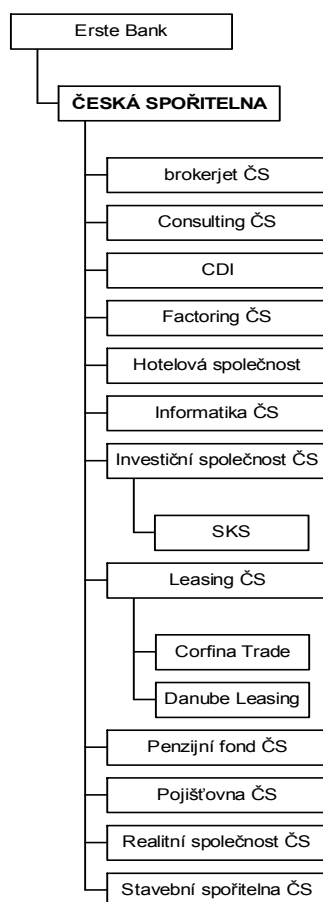 Erste Bank
ČESKÁ SPOŘITELNA
brokerjet ČS
Consulting ČS
CDI
Factoring ČS
Hotelová společnost
Informatika ČS
Investiční společnost ČS
SKS
Leasing ČS
Corfina Trade
Danube Leasing
Penzijní fond ČS
Pojišťovna ČS
Realitní společnost ČS
Stavební spořitelna ČS